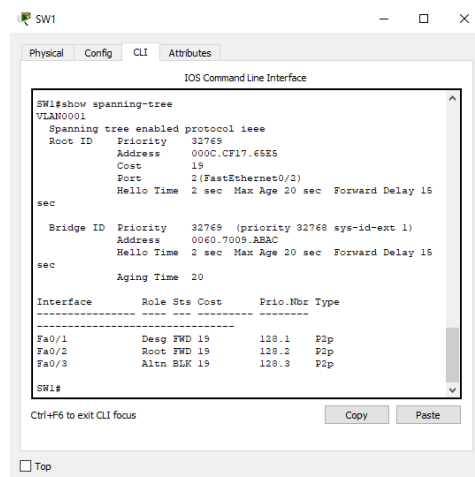 SW1
Physical Config CLI Attributes
IOS Command Line Interface
SW1#show spanning-tree
VLAN0001
Spanning tree enabled protocol ieee
Root ID Priority 32769
Address 000C.CF17.65E5
Cost 19
Port 2(FastEthernet0/2)
Hello Time 2 sec Max Age 20 sec Forward Delay 15
sec
Bridge ID Priority 32769 (priority 32768 sys-id-ext 1)
Address 0060.7009.ABAC
Hello Time 2 sec Max Age 20 sec Forward Delay 15
sec
Aging Time 20
Interface Role Sts Cost Prio.Nbr Type
---------------- ---- --- --------- --------
--------------------------------
Fa0/1 Desg FWD 19 128.1 P2p
Fa0/2 Root FWD 19 128.2 P2p
Fa0/3 Altn BLK 19 128.3 P2p
SW1#
Ctrl+F6 to exit CLI focus Copy Paste
Top